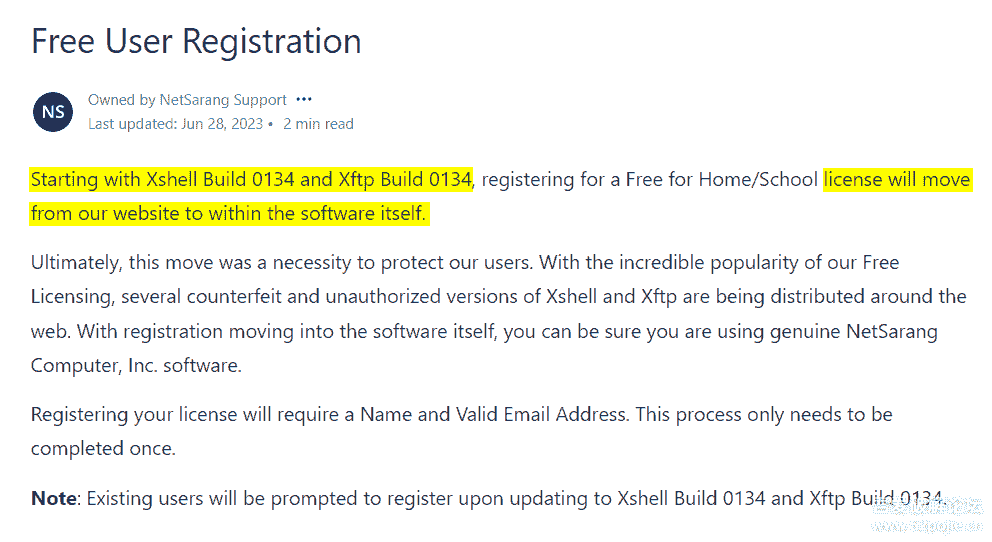 Free User Registration
NS
Owned by NetSarang Support •••
Last updated: Jun 28, 2023 • 2 min read
Starting with Xshell Build 0134 and Xftp Build 0134, registering for a Free for Home/School license will move
from our website to within the software itself.
Ultimately, this move was a necessity to protect our users. With the incredible popularity of our Free
Licensing, several counterfeit and unauthorized versions of Xshell and Xftp are being distributed around the
web. With registration moving into the software itself, you can be sure you are using genuine NetSarang
Computer, Inc. software.
Registering your license will require a Name and Valid Email Address. This process only needs to be
completed once.
Note: Existing users will be prompted to register upon updating to Xshell Build 0134 and Xftp Build 0134.